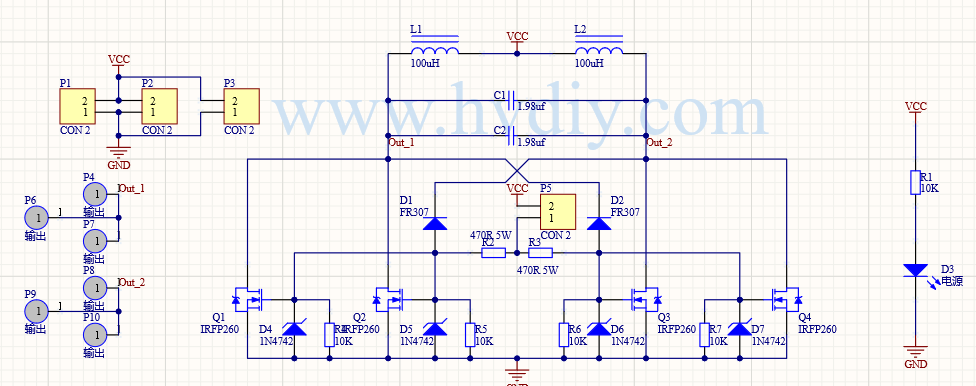 L1
100uH
VCC
L2
100uH
VCC
P1
2
1
CON 2
P2
2
1
CON 2
P3
2
1
CON 2
GND
C1
1.98uf
C2
1.98uf
www.hvdiy.com
Out_1
Out_2
VCC
R1
10K
D3
电源
GND
P4
1
输出
Out_1
P6
1
输出
1
P7
1
输出
P8
1
输出
Out_2
P9
1
输出
1
P10
1
输出
D1
FR307
VCC
P5
2
1
CON 2
D2
FR307
470R 5W
R2
R3
470R 5W
Q1
IRFP260
D4
1N4742
10K
Q2
IRFP260
D5
1N4742
R5
10K
R6
10K
D6
1N4742
Q3
IRFP260
R7
10K
D7
1N4742
Q4
IRFP260